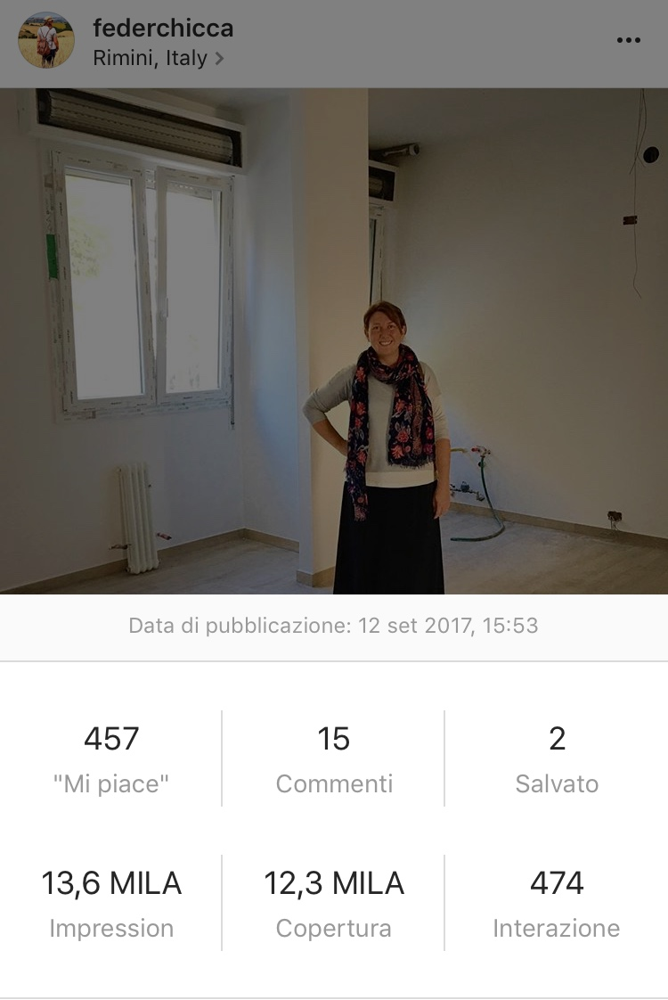 federchicca
Rimini, Italy >
Data di pubblicazione: 12 set 2017, 15:53
457 15 2
"Mi piace" Commenti Salvato
13,6 MILA 12,3 MILA 474
Impression Copertura Interazione